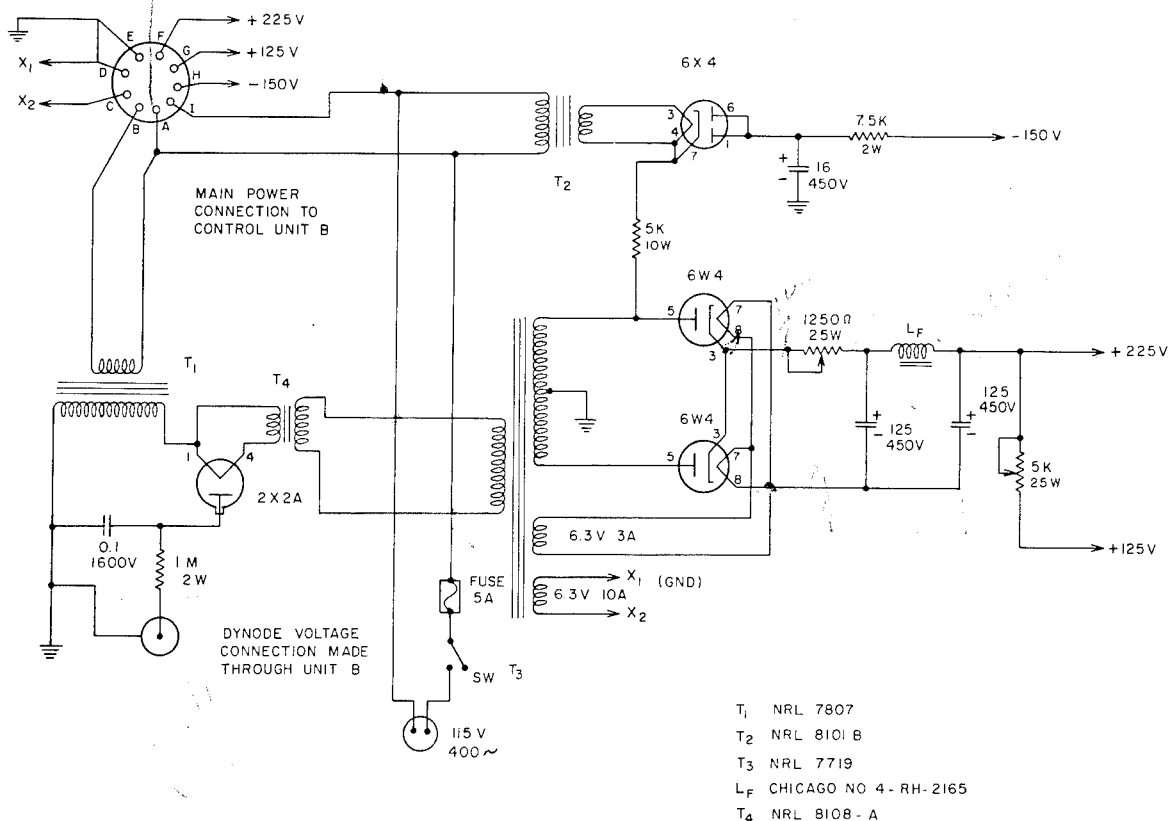 + 225V
+ 125V
- 150V
E
F
G
H
I
A
B
C
D
X1
X2
6X4
3
4
7
6
1
7.5K
2W
- 150 V
+
-
16
450V
T2
MAIN POWER
CONNECTION TO
CONTROL UNIT B
5K
10W
6W4
5
7
8
3
1250Ω
25W
LF
+ 225V
T1
T4
6W4
3
5
7
8
+
-
125
450V
125
450V
+
-
5K
25W
1
4
2X2A
6.3V 3A
+125V
0.1
1600V
1M
2W
FUSE
5A
6.3V 10A
X1 (GND)
X2
DYNODE VOLTAGE
CONNECTION MADE
THROUGH UNIT B
SW
T3
115V
400~
T1 NRL 7807
T2 NRL 8101 B
T3 NRL 7719
LF CHICAGO NO 4-RH-2165
T4 NRL 8108-A